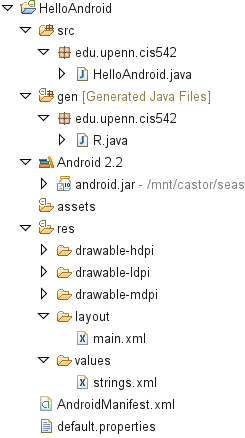 HelloAndroid
src
edu.upenn.cis542
HelloAndroid.java
gen [Generated Java Files]
edu.upenn.cis542
R.java
Android 2.2
android.jar - /mnt/castor/seas
assets
res
drawable-hdpi
drawable-ldpi
drawable-mdpi
layout
main.xml
values
strings.xml
AndroidManifest.xml
default.properties